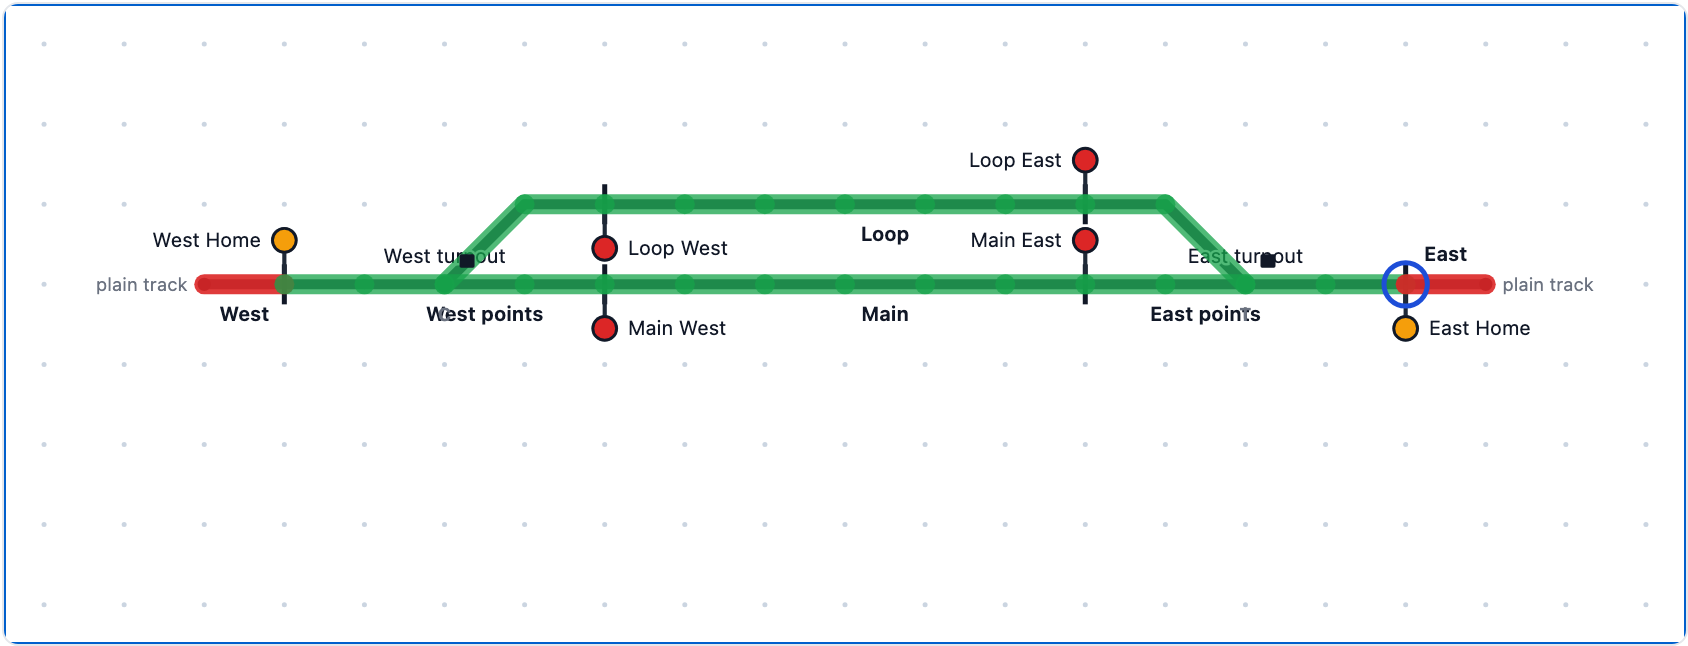 Loop East
West Home
Loop
Main East
Loop West
West turnout
East turnout
East
plain track
plain track
West
West points
Main
East points
Main West
East Home